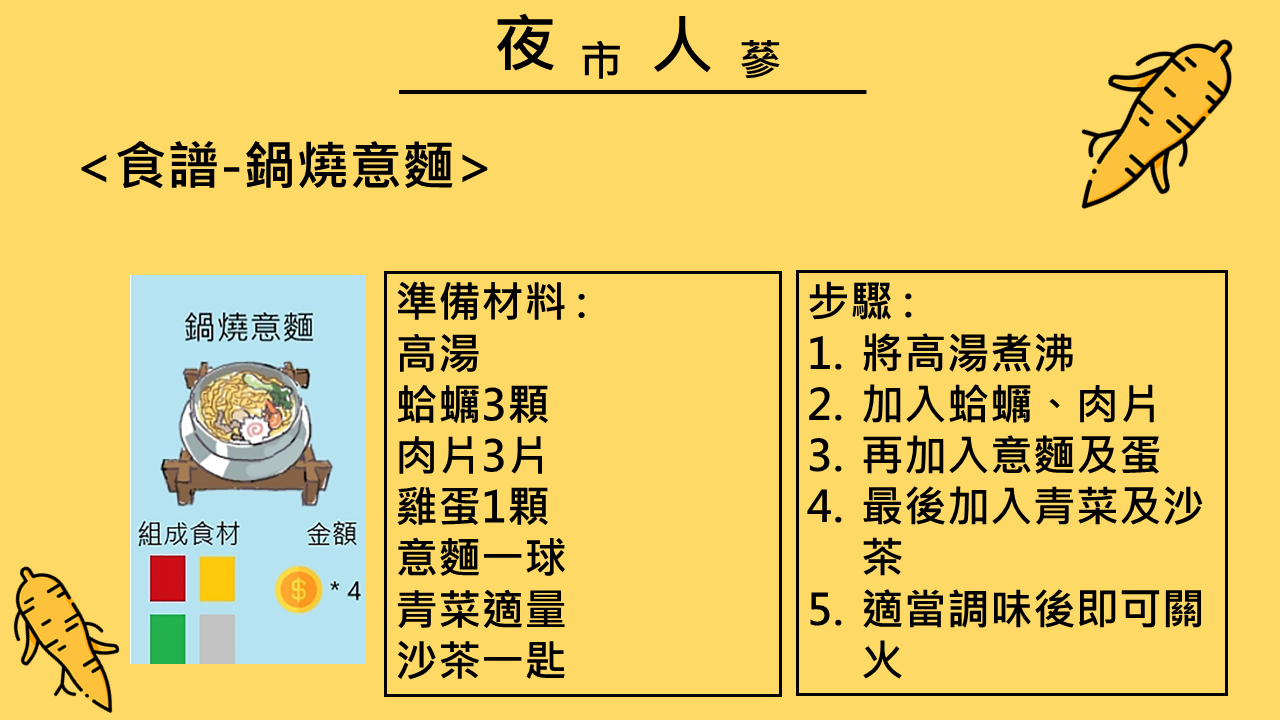 夜市人蔘
<食譜-鍋燒意麵>
鍋燒意麵
組成食材 金額
$ * 4
準備材料：
高湯
蛤蠣3顆
肉片3片
雞蛋1顆
意麵一球
青菜適量
沙茶一匙
步驟：
1. 將高湯煮沸
2. 加入蛤蠣、肉片
3. 再加入意麵及蛋
4. 最後加入青菜及沙
茶
5. 適當調味後即可關
火